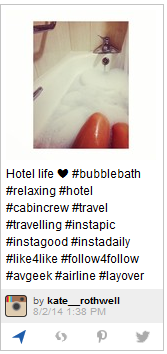 Hotel life ♥ #bubblebath
#relaxing #hotel
#cabincrew #travel
#travelling #instapic
#instagood #instadaily
#like4like #follow4follow
#avgeek #airline #layover
by kate__rothwell
8/2/14 1:38 PM